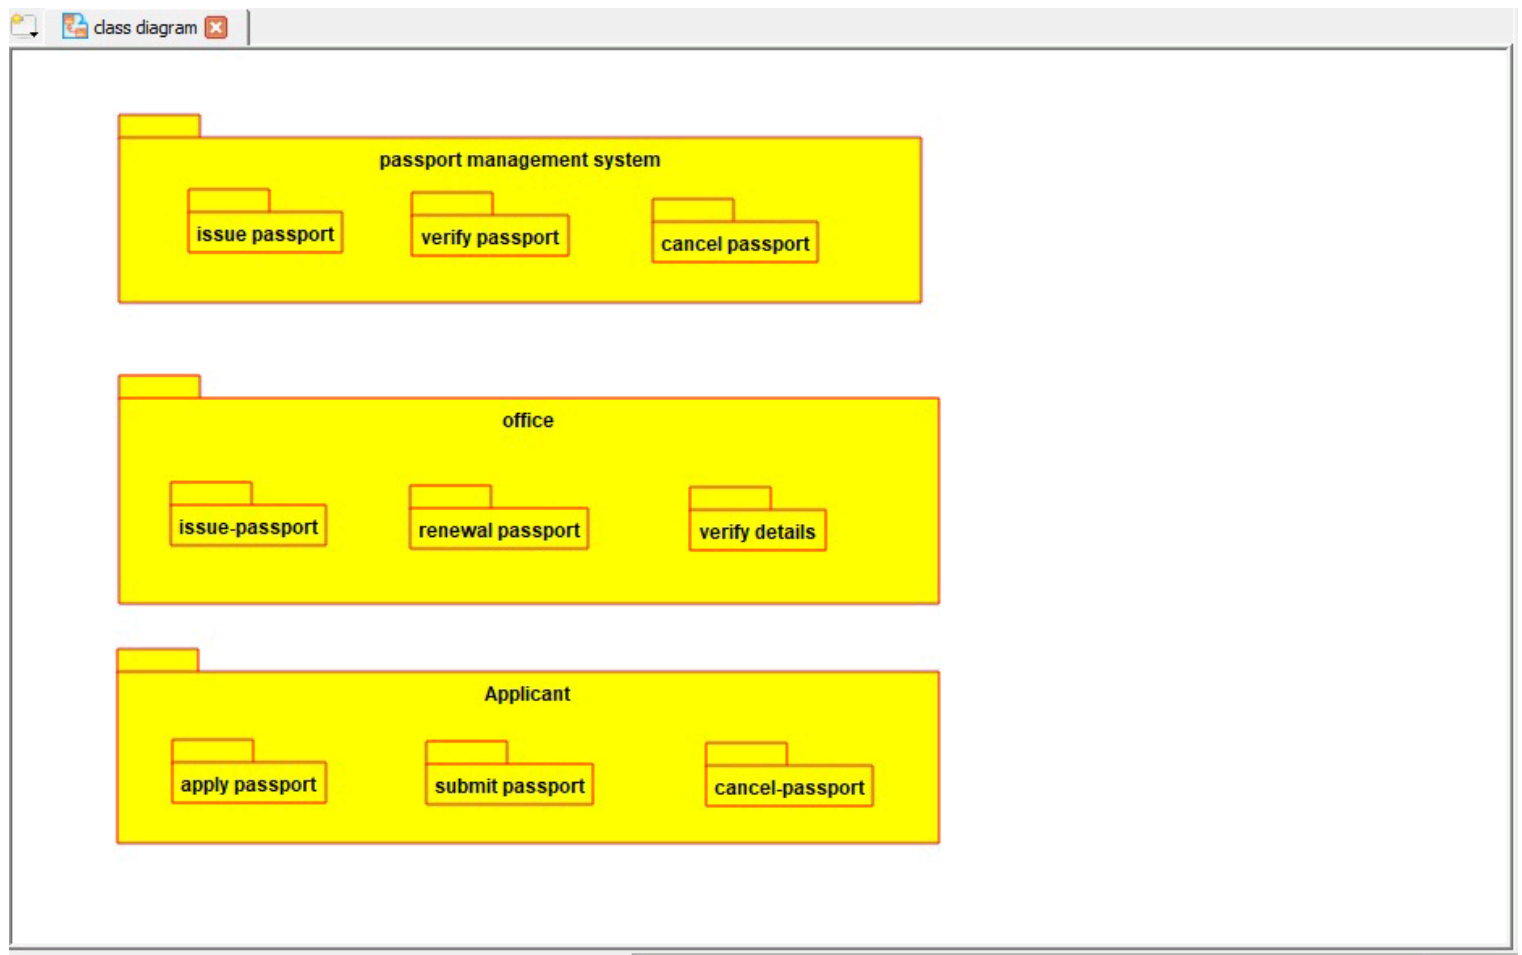 class diagram
passport management system
issue passport
verify passport
cancel passport
office
issue-passport
renewal passport
verify details
Applicant
apply passport
submit passport
cancel-passport